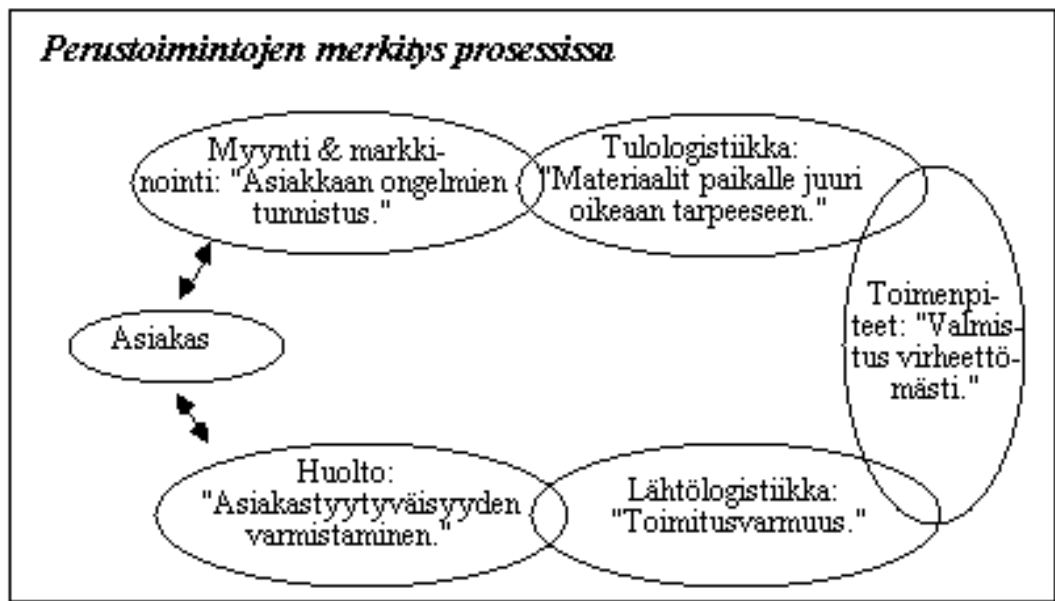 Perustoimintojen merkitys prosessissa
Myynti & markki-
nointi: "Asiakkaan ongelmien
tunnistus."
Tulologistiikka:
"Materiaalit paikalle juuri
oikeaan tarpeeseen."
Toimenpi-
teet: "Valmis-
tus virheettö-
mästi."
Asiakas
Huolto:
"Asiakastyytyväisyyden
varmistaminen."
Lähtölogistiikka:
"Toimitusvarmuus."